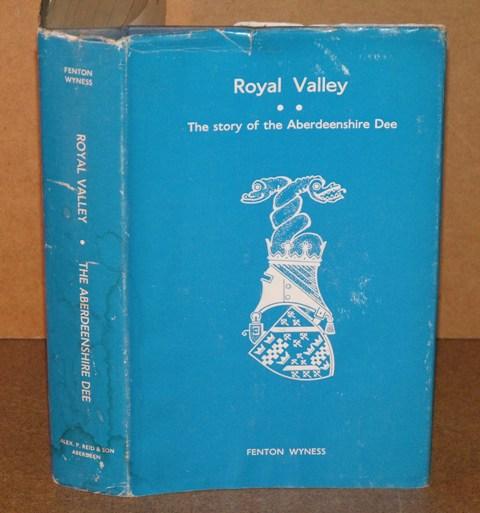 FENTON
WYNESS
ROYAL VALLEY • THE ABERDEENSHIRE DEE
ALEX. P. REID & SON
ABERDEEN
Royal Valley
• •
The story of the Aberdeenshire Dee
FENTON WYNESS